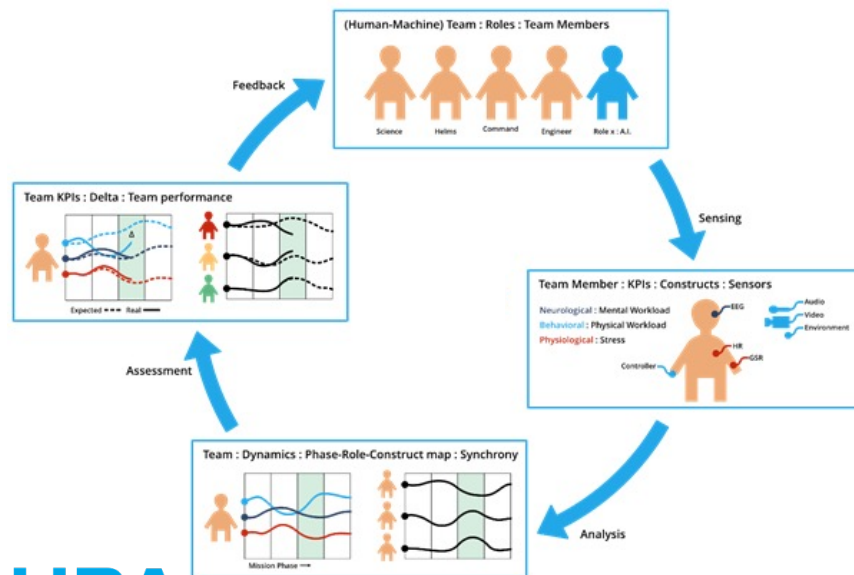 (Human-Machine) Team : Roles : Team Members
Science
Helms
Command
Engineer
Role x : A.I.
Feedback
Sensing
Team KPIs : Delta : Team performance
Δ
Expected
Real
Team Member : KPIs : Constructs : Sensors
Neurological : Mental Workload
Behavioral : Physical Workload
Physiological : Stress
EEG
HR
GSR
Controller
Audio
Video
Environment
Assessment
Analysis
Team : Dynamics : Phase-Role-Construct map : Synchrony
Mission Phase →